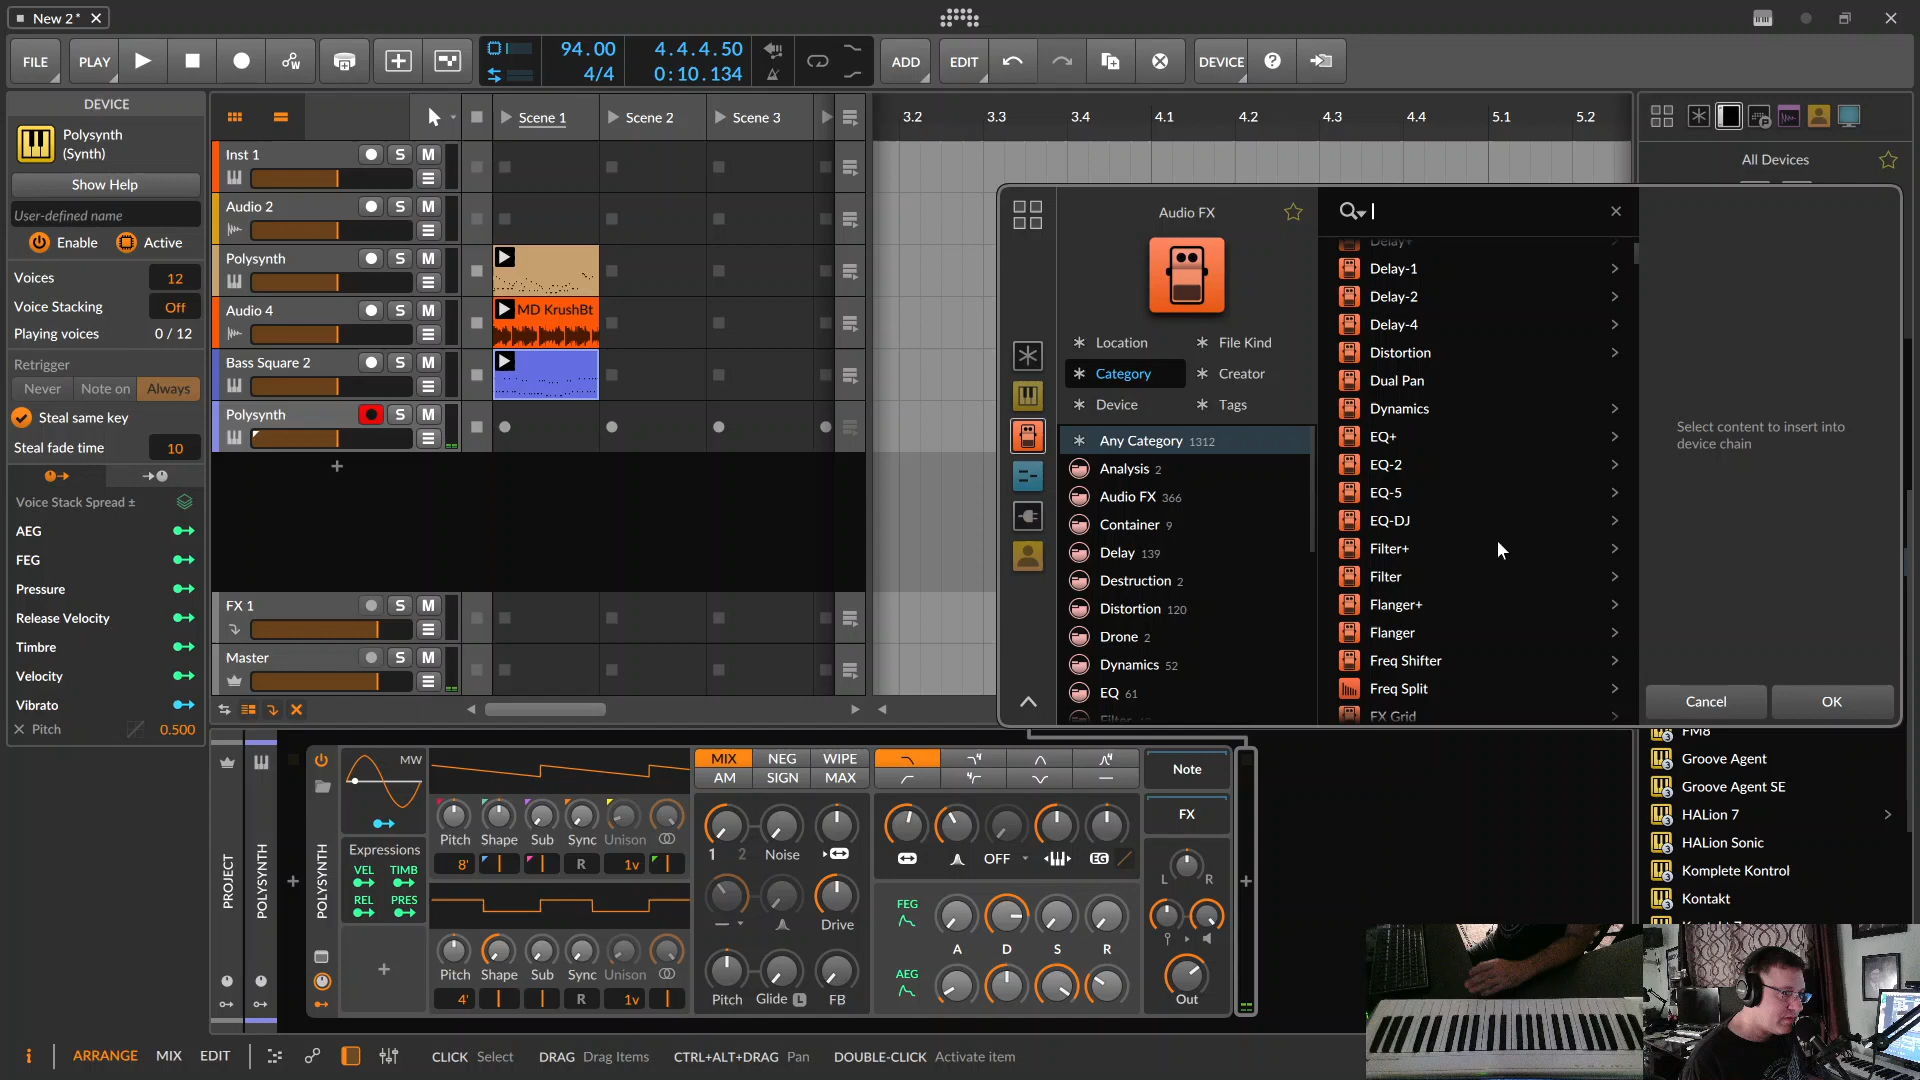 New 2*
FILE
PLAY
94.00
4/4
4.4.4.50
0:10.134
ADD
EDIT
DEVICE
DEVICE
Polysynth
(Synth)
Show Help
User-defined name
Enable
Active
Voices 12
Voice Stacking Off
Playing voices 0 / 12
Retrigger
Never Note on Always
Steal same key
Steal fade time 10
Voice Stack Spread ±
AEG
FEG
Pressure
Release Velocity
Timbre
Velocity
Vibrato
Pitch 0.500
Scene 1
Scene 2
Scene 3
Inst 1
S M
Audio 2
S M
Polysynth
S M
Audio 4
S M
MD KrushBt
Bass Square 2
S M
Polysynth
S M
FX 1
S M
Master
S M
3.2 3.3 3.4 4.1 4.2 4.3 4.4 5.1 5.2
All Devices
Audio FX
Location
File Kind
Category
Creator
Device
Tags
Any Category 1312
Analysis 2
Audio FX 366
Container 9
Delay 139
Destruction 2
Distortion 120
Drone 2
Dynamics 52
EQ 61
Delay+
Delay-1
Delay-2
Delay-4
Distortion
Dual Pan
Dynamics
EQ+
EQ-2
EQ-5
EQ-DJ
Filter+
Filter
Flanger+
Flanger
Freq Shifter
Freq Split
FX Grid
Select content to insert into
device chain
Cancel
OK
FM8
Groove Agent
Groove Agent SE
HALion 7
HALion Sonic
Komplete Kontrol
Kontakt
PROJECT
POLYSYNTH
POLYSYNTH
MW
Expressions
VEL TIMB
REL PRES
Pitch Shape Sub Sync Unison
8' R 1v
Pitch Shape Sub Sync Unison
4' R 1v
MIX NEG WIPE
AM SIGN MAX
1 2 Noise
Drive
Pitch Glide L FB
OFF
EG
FEG
A D S R
AEG
Note
FX
L R
Out
i
ARRANGE MIX EDIT
CLICK Select
DRAG Drag Items
CTRL+ALT+DRAG Pan
DOUBLE-CLICK Activate item